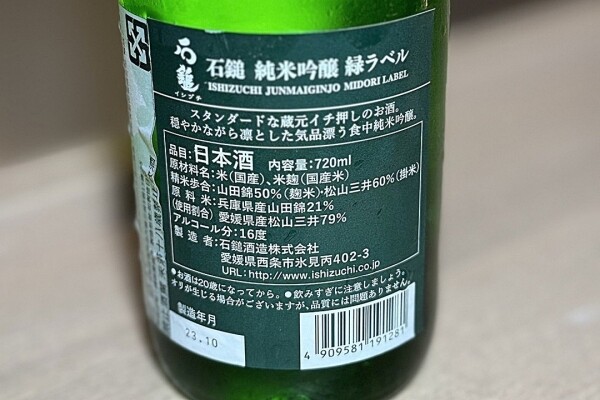 石鎚
イシヅチ
石鎚 純米吟醸 緑ラベル
ISHIZUCHI JUNMAIGINJO MIDORI LABEL
スタンダードな蔵元イチ押しのお酒。
穏やかながら凛とした気品漂う食中純米吟醸。
品目:日本酒 内容量:720ml
原材料名:米(国産)、米麹(国産米)
精米歩合:山田錦50%(麹米)・松山三井60%(掛米)
原料米:兵庫県産山田錦21%
(使用割合) 愛媛県産松山三井79%
アルコール分:16度
製造者:石鎚酒造株式会社
愛媛県西条市氷見丙402-3
URL:http://www.ishizuchi.co.jp
●お酒は20歳になってから。●飲みすぎに注意しましょう。
オリが生じる場合がございますが、品質には問題ありません。
製造年月
23.10
4 909581 191281